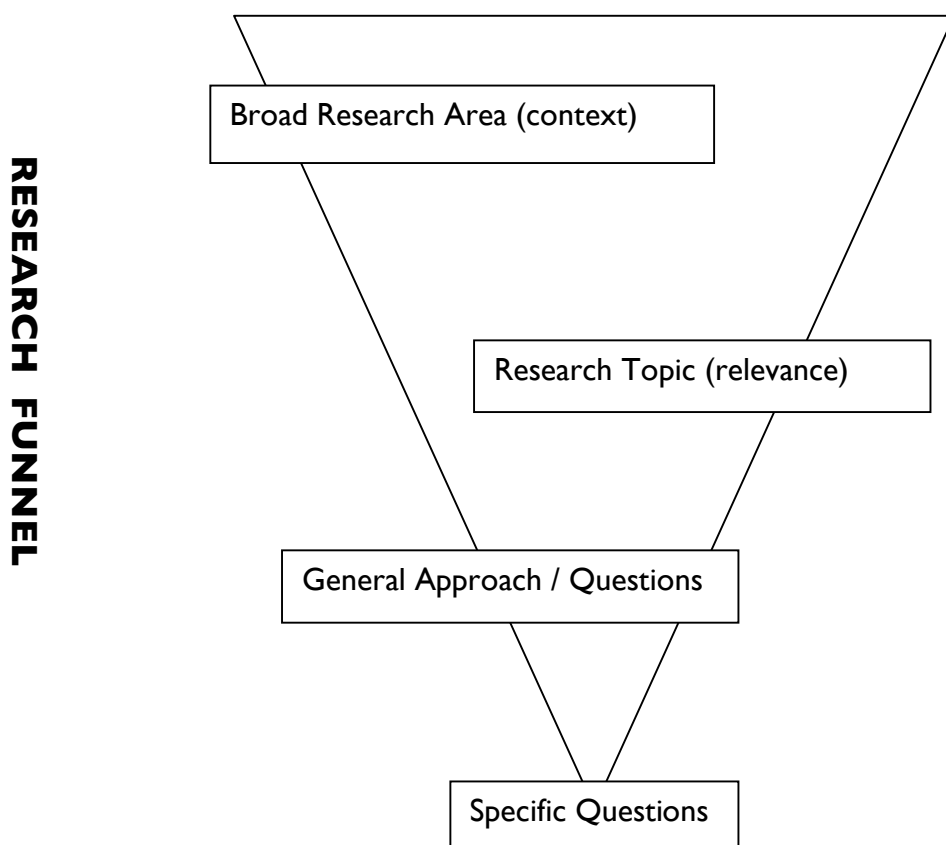 RESEARCH FUNNEL
Broad Research Area (context)
Research Topic (relevance)
General Approach / Questions
Specific Questions